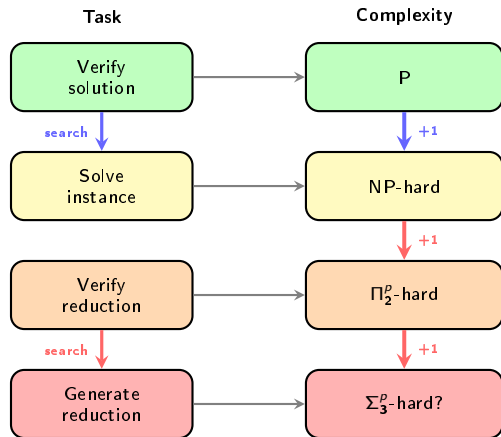 Task
Complexity
Verify
solution
P
search
+1
Solve
instance
NP-hard
+1
Verify
reduction
Π₂ᵖ-hard
search
+1
Generate
reduction
Σ₃ᵖ-hard?